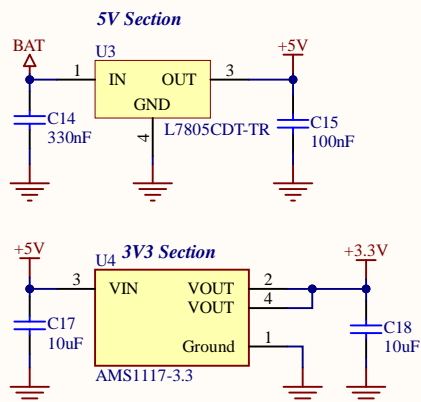 5V Section
BAT
U3
+5V
1
IN
OUT
3
GND
4
L7805CDT-TR
C14
330nF
C15
100nF
3V3 Section
+5V
U4
+3.3V
3
VIN
VOUT
2
VOUT
4
Ground
1
C17
10uF
C18
10uF
AMS1117-3.3